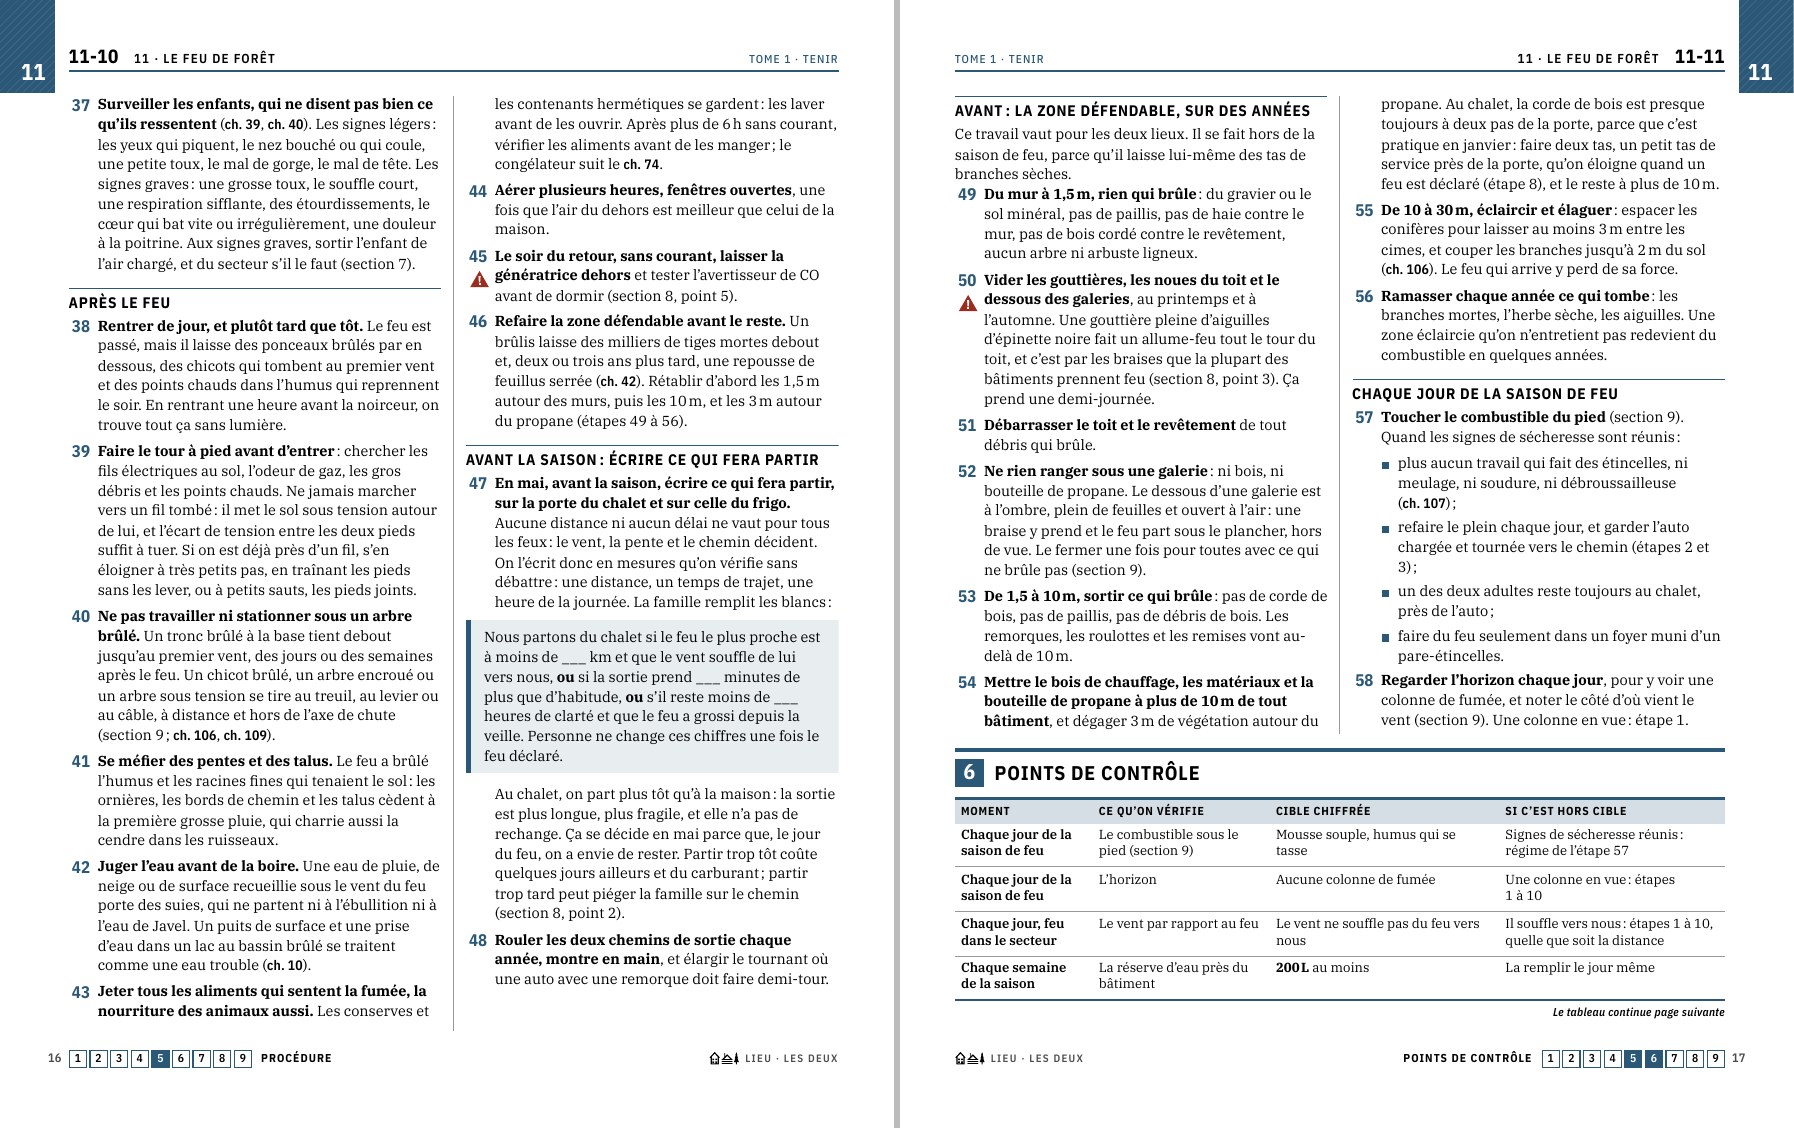 11
11-10 11 · LE FEU DE FORÊT
TOME 1 · TENIR
37 Surveiller les enfants, qui ne disent pas bien ce
qu’ils ressentent (ch. 39, ch. 40). Les signes légers :
les yeux qui piquent, le nez bouché ou qui coule,
une petite toux, le mal de gorge, le mal de tête. Les
signes graves : une grosse toux, le souffle court,
une respiration sifflante, des étourdissements, le
cœur qui bat vite ou irrégulièrement, une douleur
à la poitrine. Aux signes graves, sortir l’enfant de
l’air chargé, et du secteur s’il le faut (section 7).
APRÈS LE FEU
38 Rentrer de jour, et plutôt tard que tôt. Le feu est
passé, mais il laisse des ponceaux brûlés par en
dessous, des chicots qui tombent au premier vent
et des points chauds dans l’humus qui reprennent
le soir. En rentrant une heure avant la noirceur, on
trouve tout ça sans lumière.
39 Faire le tour à pied avant d’entrer : chercher les
fils électriques au sol, l’odeur de gaz, les gros
débris et les points chauds. Ne jamais marcher
vers un fil tombé : il met le sol sous tension autour
de lui, et l’écart de tension entre les deux pieds
suffit à tuer. Si on est déjà près d’un fil, s’en
éloigner à très petits pas, en traînant les pieds
sans les lever, ou à petits sauts, les pieds joints.
40 Ne pas travailler ni stationner sous un arbre
brûlé. Un tronc brûlé à la base tient debout
jusqu’au premier vent, des jours ou des semaines
après le feu. Un chicot brûlé, un arbre encroué ou
un arbre sous tension se tire au treuil, au levier ou
au câble, à distance et hors de l’axe de chute
(section 9 ; ch. 106, ch. 109).
41 Se méfier des pentes et des talus. Le feu a brûlé
l’humus et les racines fines qui tenaient le sol : les
ornières, les bords de chemin et les talus cèdent à
la première grosse pluie, qui charrie aussi la
cendre dans les ruisseaux.
42 Juger l’eau avant de la boire. Une eau de pluie, de
neige ou de surface recueillie sous le vent du feu
porte des suies, qui ne partent ni à l’ébullition ni à
l’eau de Javel. Un puits de surface et une prise
d’eau dans un lac au bassin brûlé se traitent
comme une eau trouble (ch. 10).
43 Jeter tous les aliments qui sentent la fumée, la
nourriture des animaux aussi. Les conserves et
les contenants hermétiques se gardent : les laver
avant de les ouvrir. Après plus de 6 h sans courant,
vérifier les aliments avant de les manger ; le
congélateur suit le ch. 74.
44 Aérer plusieurs heures, fenêtres ouvertes, une
fois que l’air du dehors est meilleur que celui de la
maison.
45 Le soir du retour, sans courant, laisser la
génératrice dehors et tester l’avertisseur de CO
avant de dormir (section 8, point 5).
46 Refaire la zone défendable avant le reste. Un
brûlis laisse des milliers de tiges mortes debout
et, deux ou trois ans plus tard, une repousse de
feuillus serrée (ch. 42). Rétablir d’abord les 1,5 m
autour des murs, puis les 10 m, et les 3 m autour
du propane (étapes 49 à 56).
AVANT LA SAISON : ÉCRIRE CE QUI FERA PARTIR
47 En mai, avant la saison, écrire ce qui fera partir,
sur la porte du chalet et sur celle du frigo.
Aucune distance ni aucun délai ne vaut pour tous
les feux : le vent, la pente et le chemin décident.
On l’écrit donc en mesures qu’on vérifie sans
débattre : une distance, un temps de trajet, une
heure de la journée. La famille remplit les blancs :
Nous partons du chalet si le feu le plus proche est
à moins de ___ km et que le vent souffle de lui
vers nous, ou si la sortie prend ___ minutes de
plus que d’habitude, ou s’il reste moins de ___
heures de clarté et que le feu a grossi depuis la
veille. Personne ne change ces chiffres une fois le
feu déclaré.
Au chalet, on part plus tôt qu’à la maison : la sortie
est plus longue, plus fragile, et elle n’a pas de
rechange. Ça se décide en mai parce que, le jour
du feu, on a envie de rester. Partir trop tôt coûte
quelques jours ailleurs et du carburant ; partir
trop tard peut piéger la famille sur le chemin
(section 8, point 2).
48 Rouler les deux chemins de sortie chaque
année, montre en main, et élargir le tournant où
une auto avec une remorque doit faire demi-tour.
16 1 2 3 4 5 6 7 8 9 PROCÉDURE
LIEU · LES DEUX
TOME 1 · TENIR
11 · LE FEU DE FORÊT 11-11
11
AVANT : LA ZONE DÉFENDABLE, SUR DES ANNÉES
Ce travail vaut pour les deux lieux. Il se fait hors de la
saison de feu, parce qu’il laisse lui-même des tas de
branches sèches.
49 Du mur à 1,5 m, rien qui brûle : du gravier ou le
sol minéral, pas de paillis, pas de haie contre le
mur, pas de bois cordé contre le revêtement,
aucun arbre ni arbuste ligneux.
50 Vider les gouttières, les noues du toit et le
dessous des galeries, au printemps et à
l’automne. Une gouttière pleine d’aiguilles
d’épinette noire fait un allume-feu tout le tour du
toit, et c’est par les braises que la plupart des
bâtiments prennent feu (section 8, point 3). Ça
prend une demi-journée.
51 Débarrasser le toit et le revêtement de tout
débris qui brûle.
52 Ne rien ranger sous une galerie : ni bois, ni
bouteille de propane. Le dessous d’une galerie est
à l’ombre, plein de feuilles et ouvert à l’air : une
braise y prend et le feu part sous le plancher, hors
de vue. Le fermer une fois pour toutes avec ce qui
ne brûle pas (section 9).
53 De 1,5 à 10 m, sortir ce qui brûle : pas de corde de
bois, pas de paillis, pas de débris de bois. Les
remorques, les roulottes et les remises vont au-
delà de 10 m.
54 Mettre le bois de chauffage, les matériaux et la
bouteille de propane à plus de 10 m de tout
bâtiment, et dégager 3 m de végétation autour du
propane. Au chalet, la corde de bois est presque
toujours à deux pas de la porte, parce que c’est
pratique en janvier : faire deux tas, un petit tas de
service près de la porte, qu’on éloigne quand un
feu est déclaré (étape 8), et le reste à plus de 10 m.
55 De 10 à 30 m, éclaircir et élaguer : espacer les
conifères pour laisser au moins 3 m entre les
cimes, et couper les branches jusqu’à 2 m du sol
(ch. 106). Le feu qui arrive y perd de sa force.
56 Ramasser chaque année ce qui tombe : les
branches mortes, l’herbe sèche, les aiguilles. Une
zone éclaircie qu’on n’entretient pas redevient du
combustible en quelques années.
CHAQUE JOUR DE LA SAISON DE FEU
57 Toucher le combustible du pied (section 9).
Quand les signes de sécheresse sont réunis :
plus aucun travail qui fait des étincelles, ni
meulage, ni soudure, ni débroussailleuse
(ch. 107) ;
refaire le plein chaque jour, et garder l’auto
chargée et tournée vers le chemin (étapes 2 et
3) ;
un des deux adultes reste toujours au chalet,
près de l’auto ;
faire du feu seulement dans un foyer muni d’un
pare-étincelles.
58 Regarder l’horizon chaque jour, pour y voir une
colonne de fumée, et noter le côté d’où vient le
vent (section 9). Une colonne en vue : étape 1.
6 POINTS DE CONTRÔLE
MOMENT CE QU’ON VÉRIFIE CIBLE CHIFFRÉE SI C’EST HORS CIBLE
Chaque jour de la Le combustible sous le Mousse souple, humus qui se Signes de sécheresse réunis :
saison de feu pied (section 9) tasse régime de l’étape 57
Chaque jour de la L’horizon Aucune colonne de fumée Une colonne en vue : étapes
saison de feu 1 à 10
Chaque jour, feu Le vent par rapport au feu Le vent ne souffle pas du feu vers Il souffle vers nous : étapes 1 à 10,
dans le secteur nous quelle que soit la distance
Chaque semaine La réserve d’eau près du 200 L au moins La remplir le jour même
de la saison bâtiment
Le tableau continue page suivante
LIEU · LES DEUX
POINTS DE CONTRÔLE 1 2 3 4 5 6 7 8 9 17